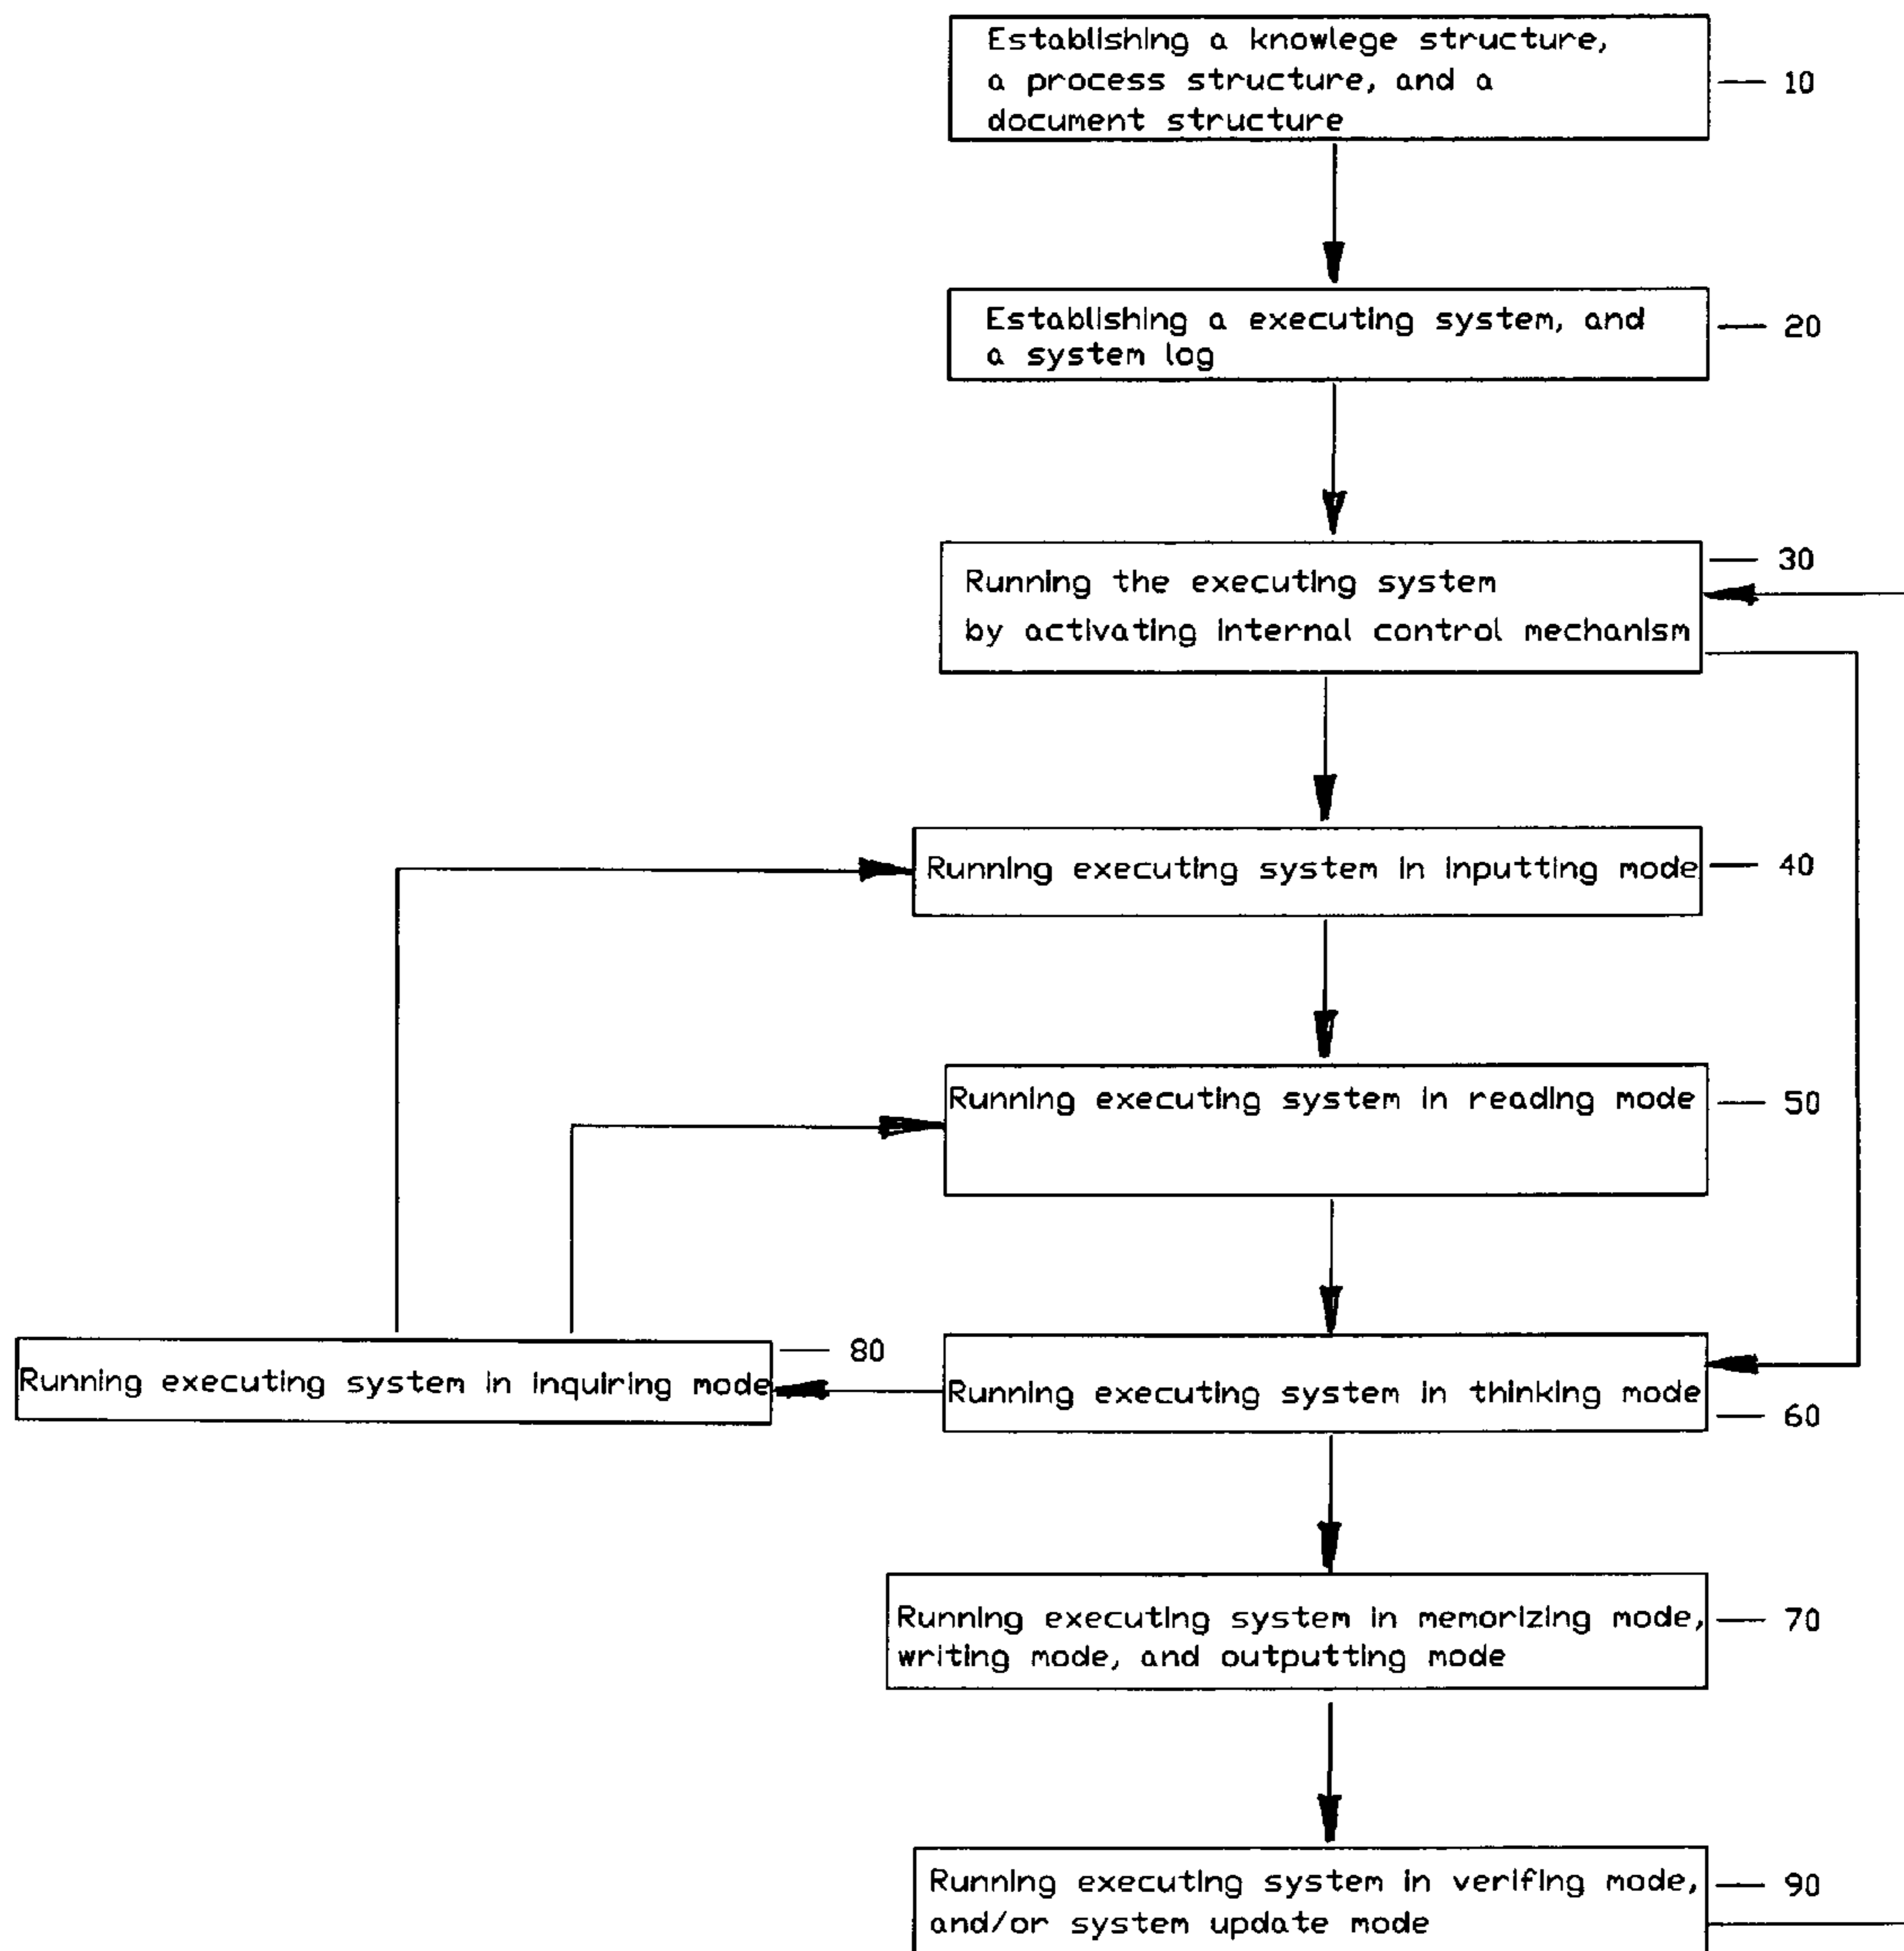 Establishing a knowlege structure,
a process structure, and a
document structure
10
Establishing a executing system, and
a system log
20
Running the executing system
by activating internal control mechanism
30
Running executing system in inputting mode
40
Running executing system in reading mode
50
Running executing system in inquiring mode
80
Running executing system in thinking mode
60
Running executing system in memorizing mode,
writing mode, and outputting mode
70
Running executing system in verifing mode,
and/or system update mode
90